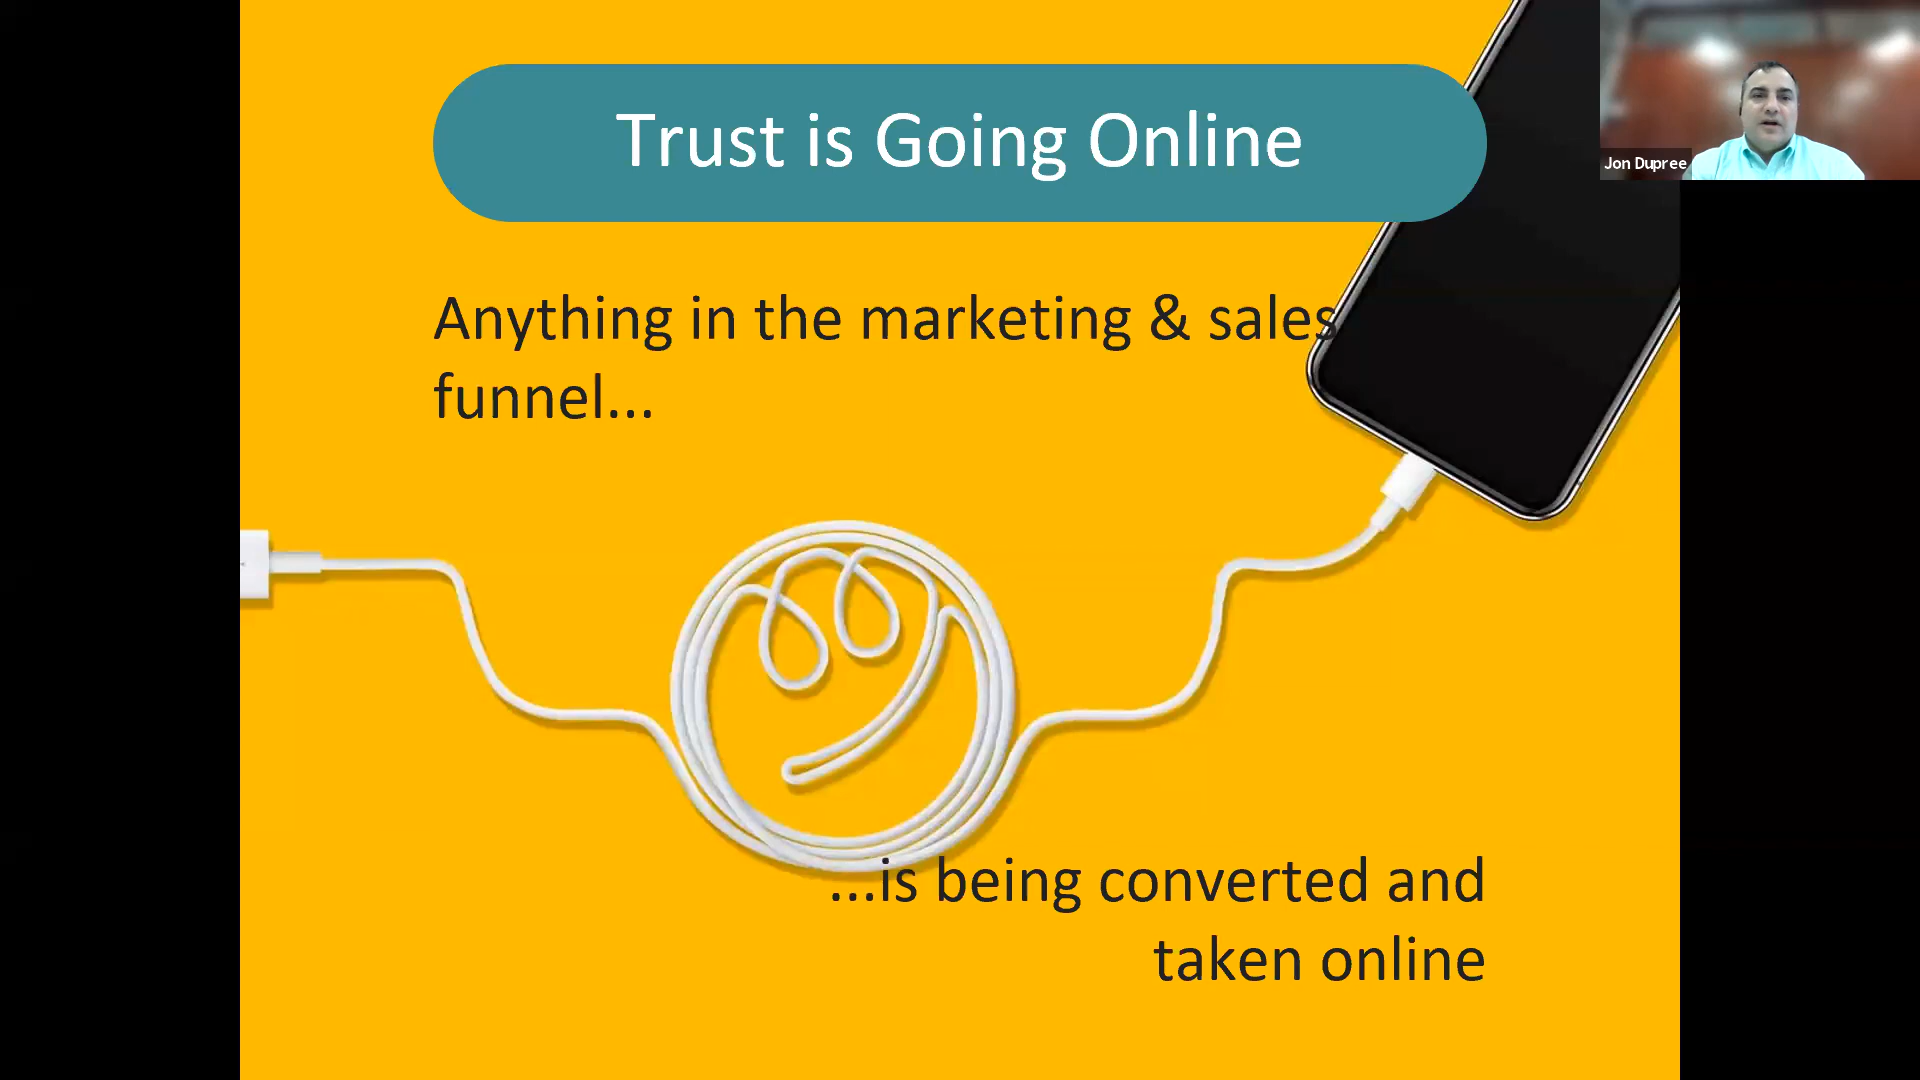 Trust is Going Online
Jon Dupree
Anything in the marketing & sales
funnel...
...is being converted and
taken online